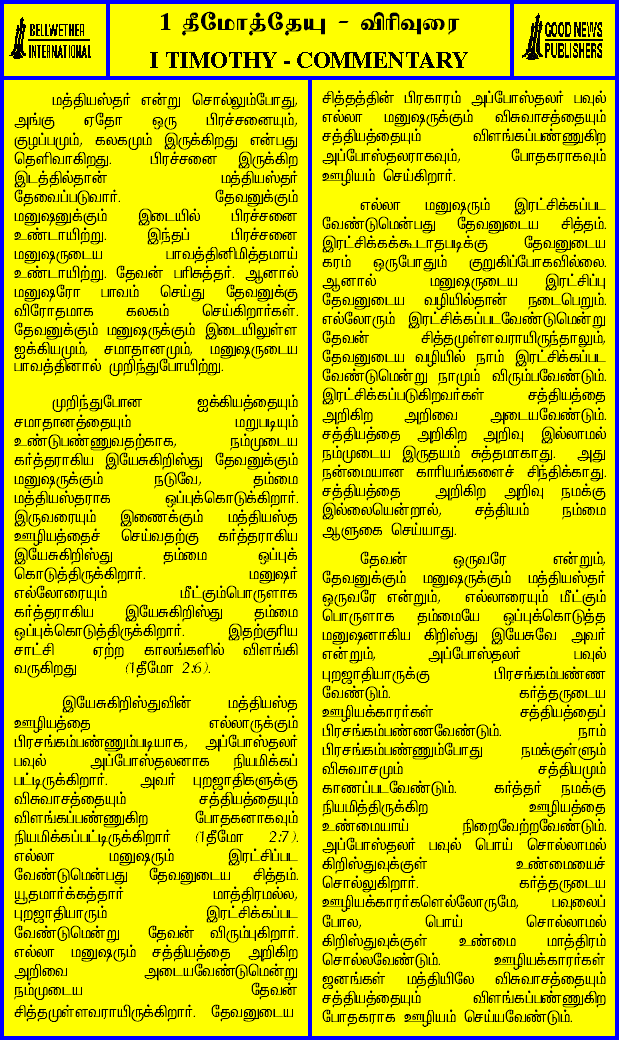 BELLWETHER
INTERNATIONAL
1 தீமோத்தேயு - விரிவுரை
I TIMOTHY - COMMENTARY
GOOD NEWS
PUBLISHERS
மத்தியஸ்தர் என்று சொல்லும்போது,
அங்கு ஏதோ ஒரு பிரச்சனையும்,
குழப்பமும், கலகமும் இருக்கிறது என்பது
தெளிவாகிறது. பிரச்சனை இருக்கிற
இடத்தில்தான் மத்தியஸ்தர்
தேவைப்படுவார். தேவனுக்கும்
மனுஷனுக்கும் இடையில் பிரச்சனை
உண்டாயிற்று. இந்தப் பிரச்சனை
மனுஷருடைய பாவத்தினிமித்தமாய்
உண்டாயிற்று. தேவன் பரிசுத்தர். ஆனால்
மனுஷரோ பாவம் செய்து தேவனுக்கு
விரோதமாக கலகம் செய்கிறார்கள்.
தேவனுக்கும் மனுஷருக்கும் இடையிலுள்ள
ஐக்கியமும், சமாதானமும், மனுஷருடைய
பாவத்தினால் முறிந்துபோயிற்று.
முறிந்துபோன ஐக்கியத்தையும்
சமாதானத்தையும் மறுபடியும்
உண்டுபண்ணுவதற்காக, நம்முடைய
கர்த்தராகிய இயேசுகிறிஸ்து தேவனுக்கும்
மனுஷருக்கும் நடுவே, தம்மை
மத்தியஸ்தராக ஒப்புக்கொடுக்கிறார்.
இருவரையும் இணைக்கும் மத்தியஸ்த
ஊழியத்தைச் செய்வதற்கு கர்த்தராகிய
இயேசுகிறிஸ்து தம்மை ஒப்புக்
கொடுத்திருக்கிறார். மனுஷர்
எல்லோரையும் மீட்கும்பொருளாக
கர்த்தராகிய இயேசுகிறிஸ்து தம்மை
ஒப்புக்கொடுத்திருக்கிறார். இதற்குரிய
சாட்சி ஏற்ற காலங்களில் விளங்கி
வருகிறது (1தீமோ 2:6).
இயேசுகிறிஸ்துவின் மத்தியஸ்த
ஊழியத்தை எல்லாருக்கும்
பிரசங்கம்பண்ணும்படியாக, அப்போஸ்தலர்
பவுல் அப்போஸ்தலனாக நியமிக்கப்
பட்டிருக்கிறார். அவர் புறஜாதிகளுக்கு
விசுவாசத்தையும் சத்தியத்தையும்
விளங்கப்பண்ணுகிற போதகனாகவும்
நியமிக்கப்பட்டிருக்கிறார் (1தீமோ 2:7).
எல்லா மனுஷரும் இரட்சிப்பட
வேண்டுமென்பது தேவனுடைய சித்தம்.
யூதமார்க்கத்தார் மாத்திரமல்ல,
புறஜாதியாரும் இரட்சிக்கப்பட
வேண்டுமென்று தேவன் விரும்புகிறார்.
எல்லா மனுஷரும் சத்தியத்தை அறிகிற
அறிவை அடையவேண்டுமென்று
நம்முடைய தேவன்
சித்தமுள்ளவராயிருக்கிறார். தேவனுடைய
சித்தத்தின் பிரகாரம் அப்போஸ்தலர் பவுல்
எல்லா மனுஷருக்கும் விசுவாசத்தையும்
சத்தியத்தையும் விளங்கப்பண்ணுகிற
அப்போஸ்தலராகவும், போதகராகவும்
ஊழியம் செய்கிறார்.
எல்லா மனுஷரும் இரட்சிக்கப்பட
வேண்டுமென்பது தேவனுடைய சித்தம்.
இரட்சிக்கக்கூடாதபடிக்கு தேவனுடைய
கரம் ஒருபோதும் குறுகிப்போகவில்லை.
ஆனால் மனுஷருடைய இரட்சிப்பு
தேவனுடைய வழியில்தான் நடைபெறும்.
எல்லோரும் இரட்சிக்கப்படவேண்டுமென்று
தேவன் சித்தமுள்ளவராயிருந்தாலும்,
தேவனுடைய வழியில் நாம் இரட்சிக்கப்பட
வேண்டுமென்று நாமும் விரும்பவேண்டும்.
இரட்சிக்கப்படுகிறவர்கள் சத்தியத்தை
அறிகிற அறிவை அடையவேண்டும்.
சத்தியத்தை அறிகிற அறிவு இல்லாமல்
நம்முடைய இருதயம் சுத்தமாகாது. அது
நன்மையான காரியங்களைச் சிந்திக்காது.
சத்தியத்தை அறிகிற அறிவு நமக்கு
இல்லையென்றால், சத்தியம் நம்மை
ஆளுகை செய்யாது.
தேவன் ஒருவரே என்றும்,
தேவனுக்கும் மனுஷருக்கும் மத்தியஸ்தர்
ஒருவரே என்றும், எல்லாரையும் மீட்கும்
பொருளாக தம்மையே ஒப்புக்கொடுத்த
மனுஷனாகிய கிறிஸ்து இயேசுவே அவர்
என்றும், அப்போஸ்தலர் பவுல்
புறஜாதியாருக்கு பிரசங்கம்பண்ண
வேண்டும். கர்த்தருடைய
ஊழியக்காரர்கள் சத்தியத்தைப்
பிரசங்கம்பண்ணவேண்டும். நாம்
பிரசங்கம்பண்ணும்போது நமக்குள்ளும்
விசுவாசமும் சத்தியமும்
காணப்படவேண்டும். கர்த்தர் நமக்கு
நியமித்திருக்கிற ஊழியத்தை
உண்மையாய் நிறைவேற்றவேண்டும்.
அப்போஸ்தலர் பவுல் பொய் சொல்லாமல்
கிறிஸ்துவுக்குள் உண்மையைச்
சொல்லுகிறார். கர்த்தருடைய
ஊழியக்காரர்களெல்லோருமே, பவுலைப்
போல, பொய் சொல்லாமல்
கிறிஸ்துவுக்குள் உண்மை மாத்திரம்
சொல்லவேண்டும். ஊழியக்காரர்கள்
ஜனங்கள் மத்தியிலே விசுவாசத்தையும்
சத்தியத்தையும் விளங்கப்பண்ணுகிற
போதகராக ஊழியம் செய்யவேண்டும்.